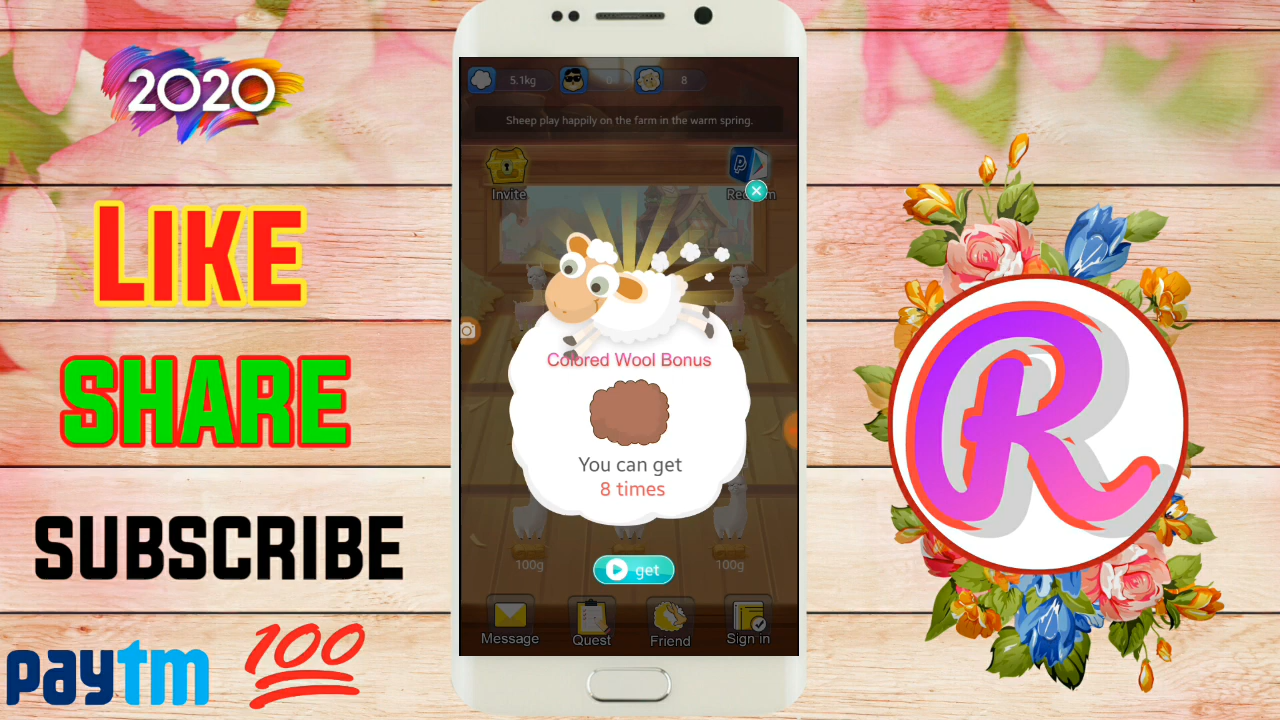 2020
LIKE
SHARE
SUBSCRIBE
paytm 100
5.1kg 0 8
Sheep play happily on the farm in the warm spring.
Invite
Colored Wool Bonus
You can get
8 times
100g 100g
get
Message Quest Friend Sign in
R